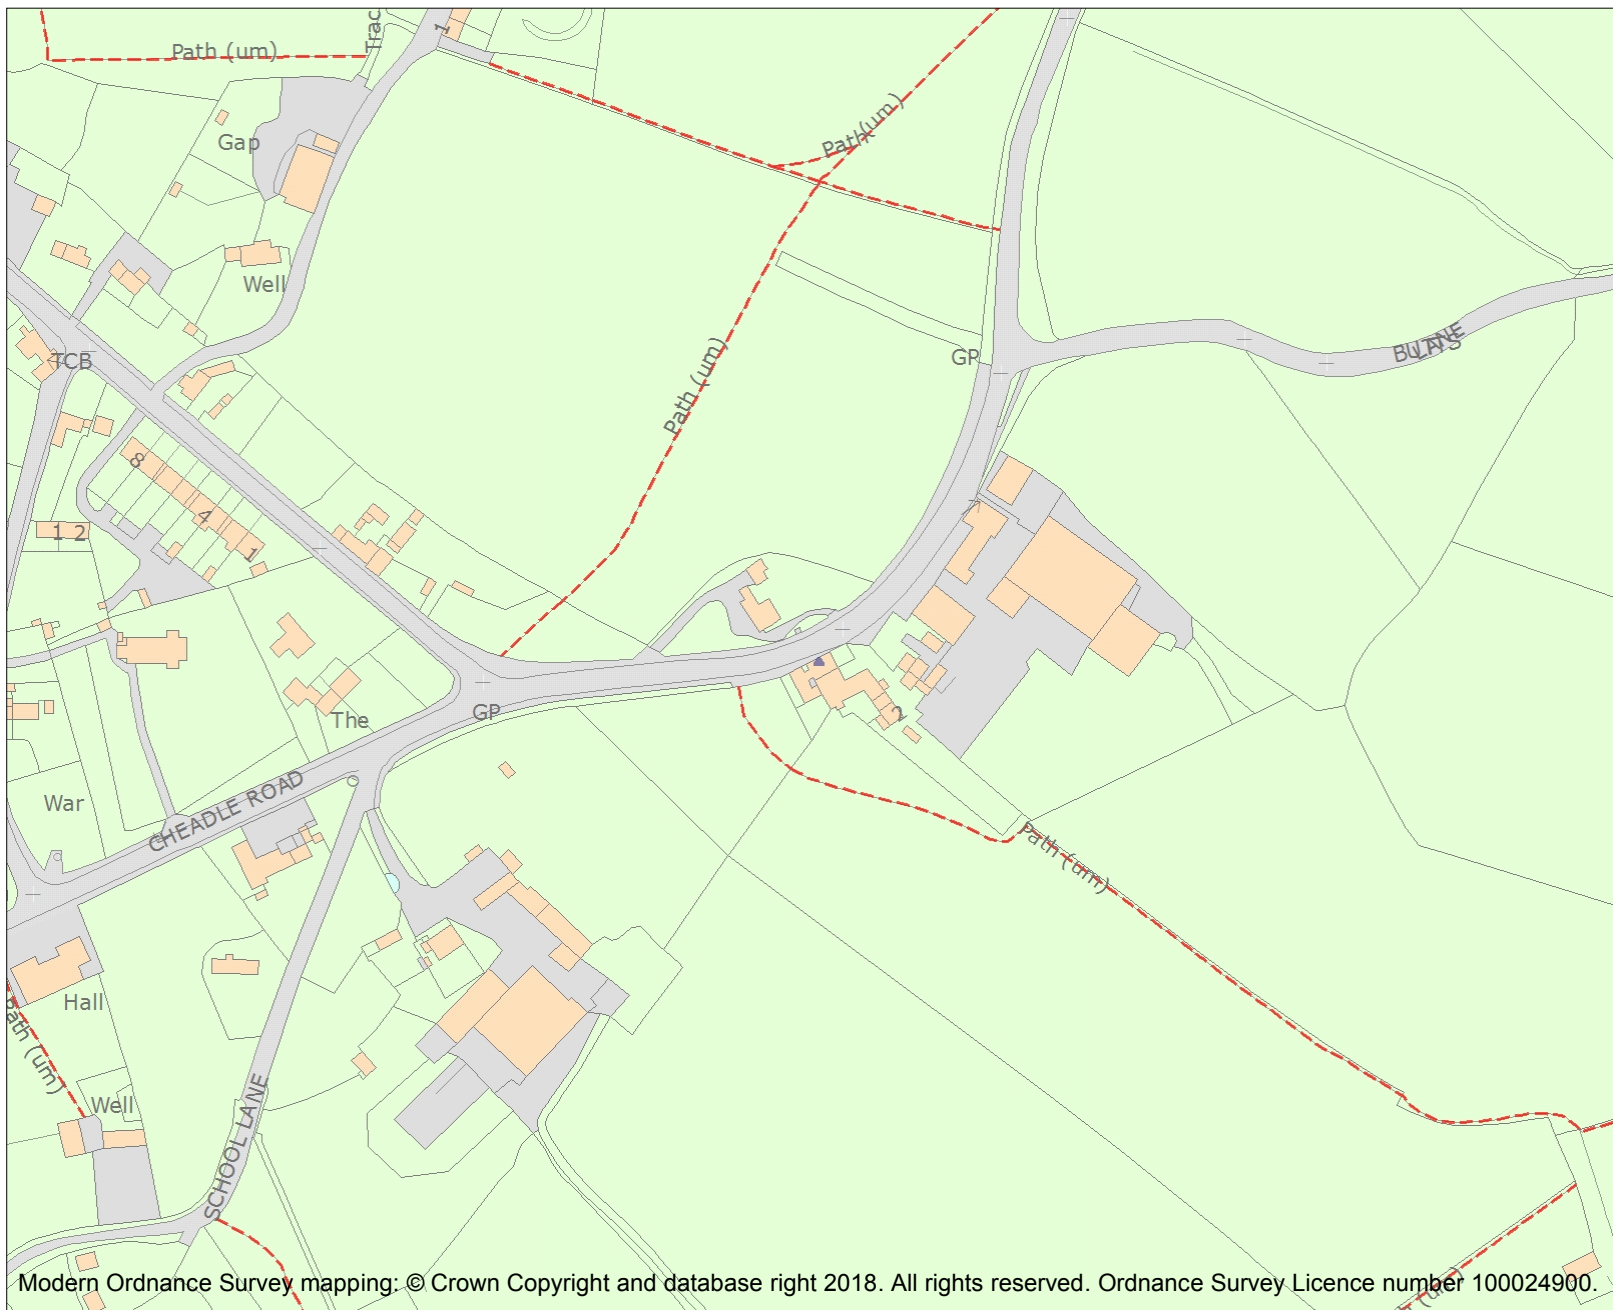 1
Trac
Path (um)
Path (um)
Gap
Well
GP
BUTTS LANE
TCB
Path (um)
8
4
1
1 2
The
GP
2
CHEADLE ROAD
War
Path (um)
Hall
Path (um)
Well
SCHOOL LANE
Modern Ordnance Survey mapping: © Crown Copyright and database right 2018. All rights reserved. Ordnance Survey Licence number 100024900.